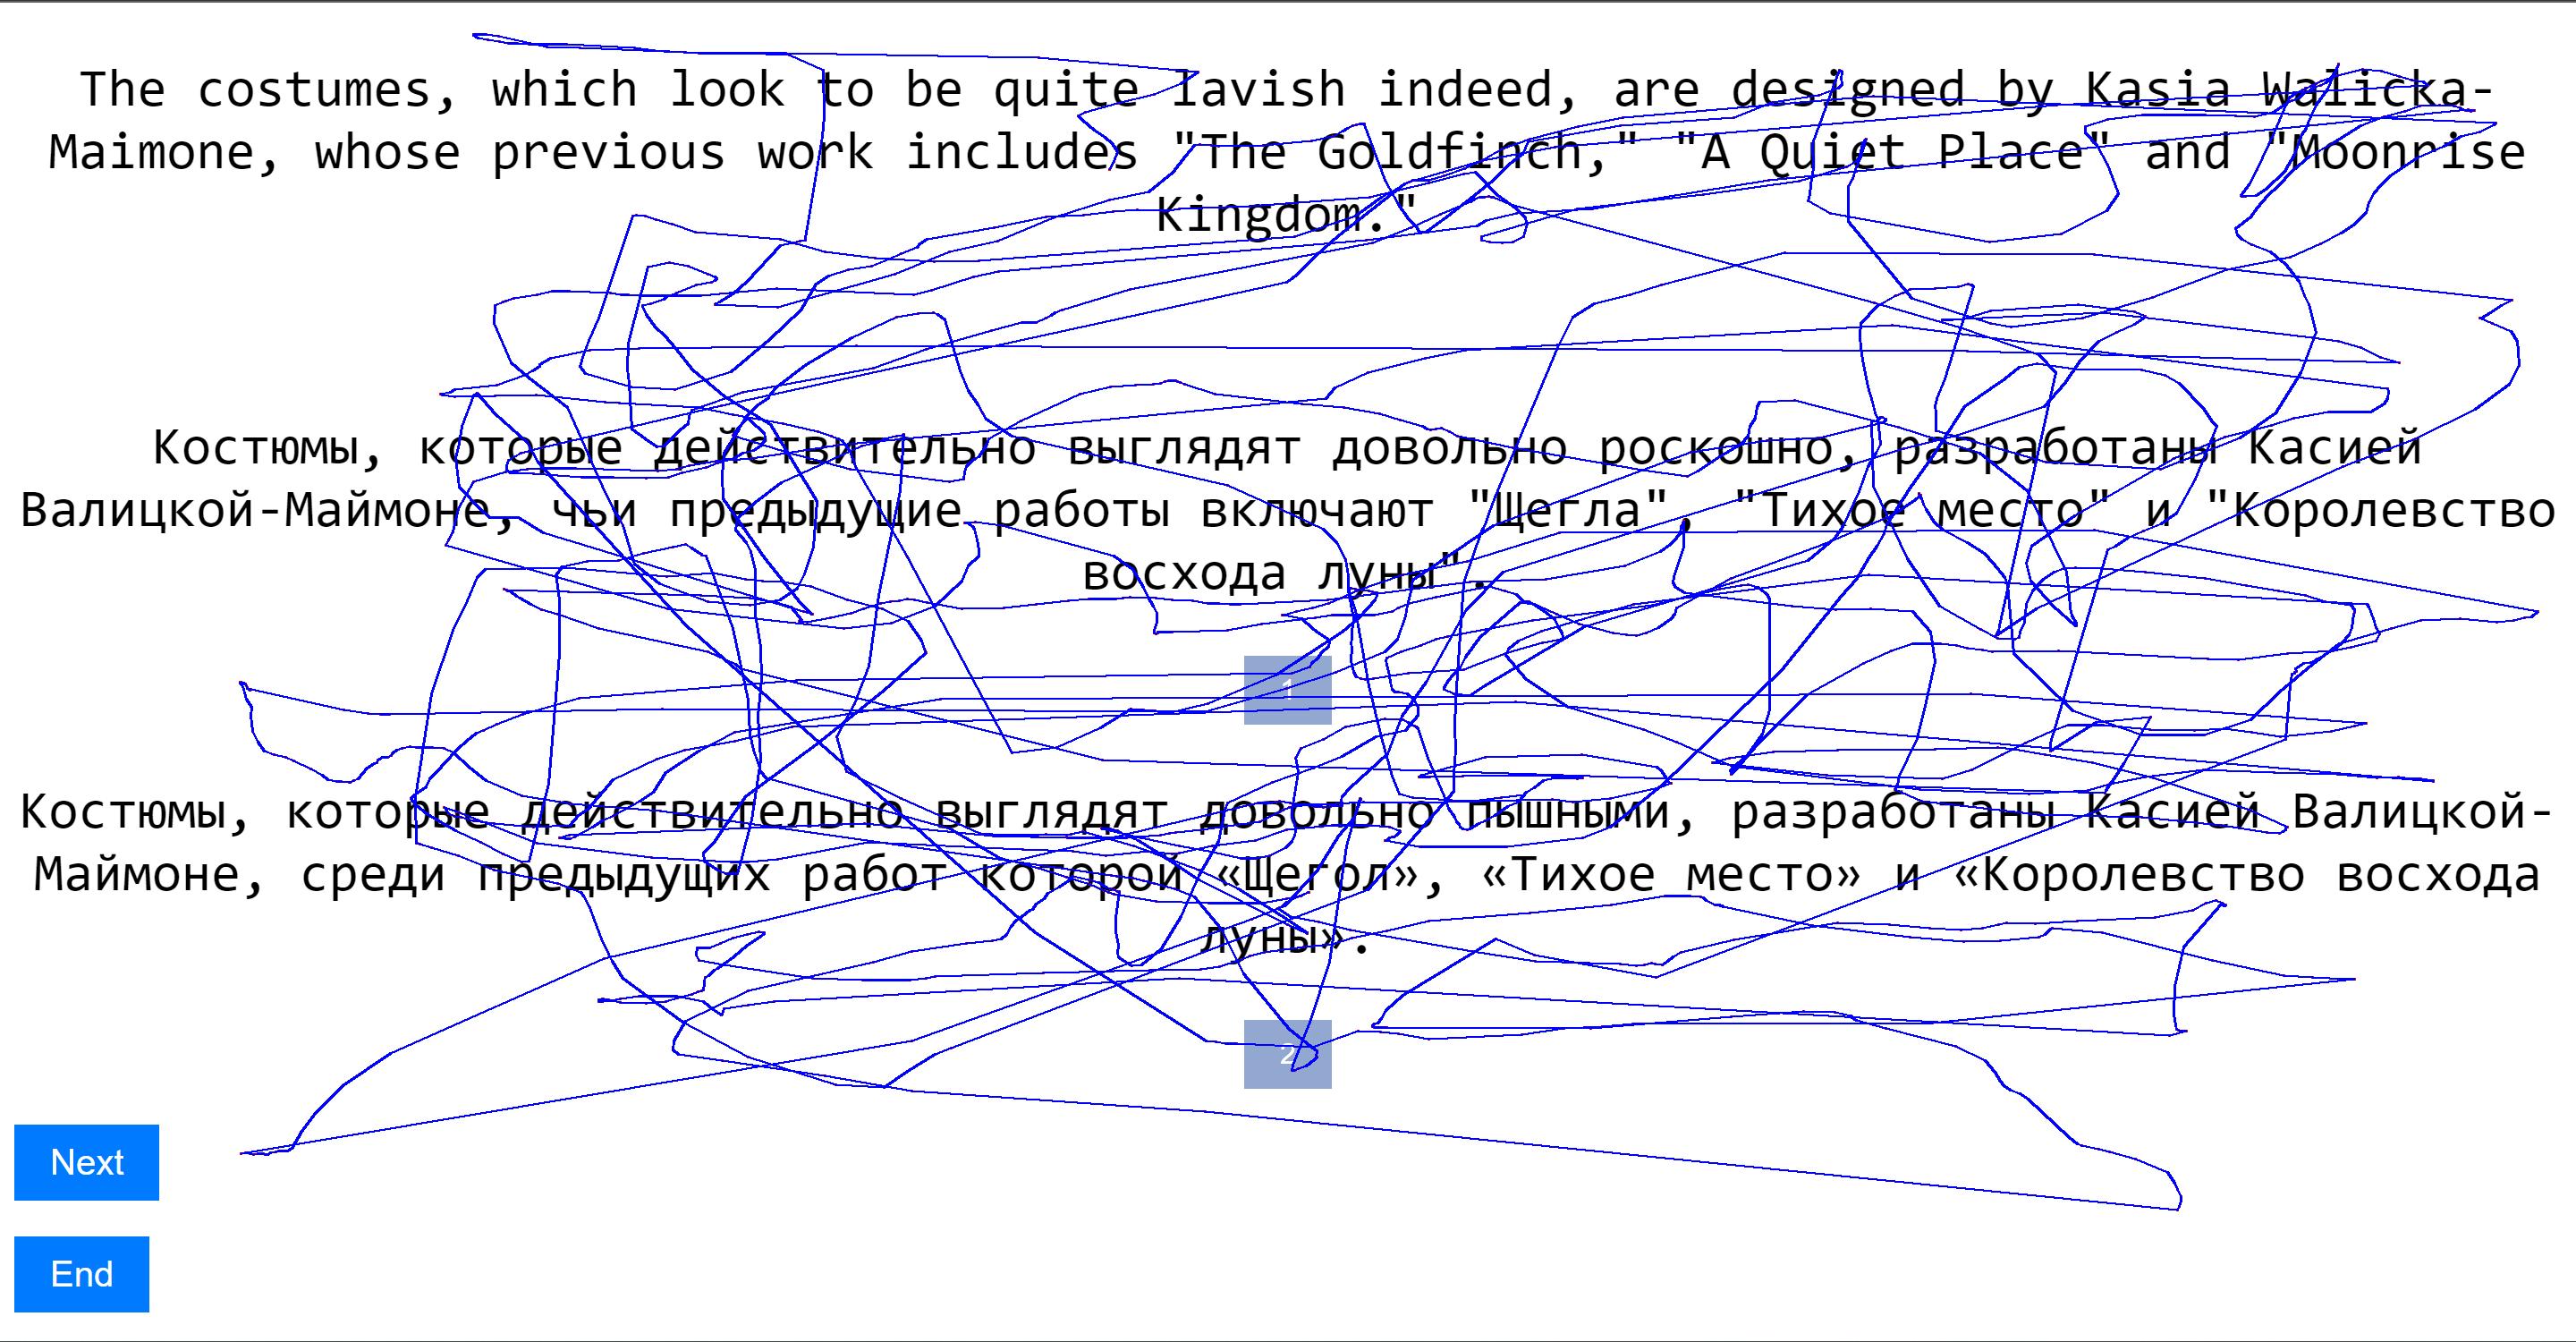 The costumes, which look to be quite lavish indeed, are designed by Kasia Walicka-
Maimone, whose previous work includes "The Goldfinch," "A Quiet Place" and "Moonrise
Kingdom."
Костюмы, которые действительно выглядят довольно роскошно, разработаны Касией
Валицкой-Маймоне, чьи предыдущие работы включают "Щегла", "Тихое место" и "Королевство
восхода луны".
1
Костюмы, которые действительно выглядят довольно пышными, разработаны Касией Валицкой-
Маймоне, среди предыдущих работ которой «Щегол», «Тихое место» и «Королевство восхода
луны».
2
Next
End